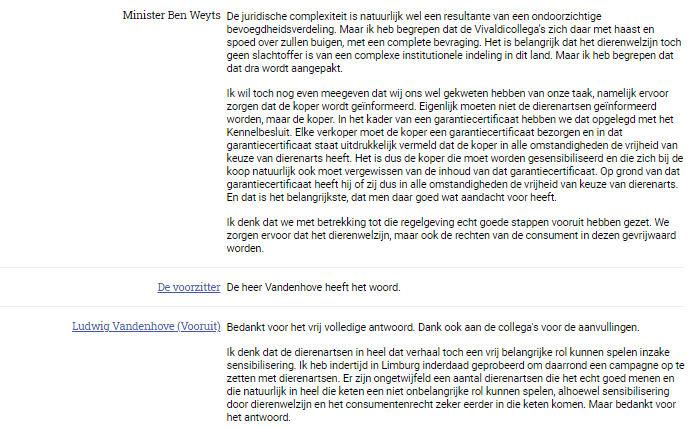 Minister Ben Weyts De juridische complexiteit is natuurlijk wel een resultante van een ondoorzichtige
bevoegdheidsverdeling. Maar ik heb begrepen dat de Vivaldicollega's zich daar met haast en
spoed over zullen buigen, met een complete bevraging. Het is belangrijk dat het dierenwelzijn toch
geen slachtoffer is van een complexe institutionele indeling in dit land. Maar ik heb begrepen dat
dat dra wordt aangepakt.
Ik wil toch nog even meegeven dat wij ons wel gekweten hebben van onze taak, namelijk ervoor
zorgen dat de koper wordt geïnformeerd. Eigenlijk moeten niet de dierenartsen geïnformeerd
worden, maar de koper. In het kader van een garantiecertificaat hebben we dat opgelegd met het
Kennelbesluit. Elke verkoper moet de koper een garantiecertificaat bezorgen en in dat
garantiecertificaat staat uitdrukkelijk vermeld dat de koper in alle omstandigheden de vrijheid van
keuze van dierenarts heeft. Het is dus de koper die moet worden gesensibiliseerd en die zich bij de
koop natuurlijk ook moet vergewissen van de inhoud van dat garantiecertificaat. Op grond van dat
garantiecertificaat heeft hij of zij dus in alle omstandigheden de vrijheid van keuze van dierenarts.
En dat is het belangrijkste, dat men daar goed wat aandacht voor heeft.
Ik denk dat we met betrekking tot die regelgeving echt goede stappen vooruit hebben gezet. We
zorgen ervoor dat het dierenwelzijn, maar ook de rechten van de consument in dezen gevrijwaard
worden.
De voorzitter De heer Vandenhove heeft het woord.
Ludwig Vandenhove (Vooruit) Bedankt voor het vrij volledige antwoord. Dank ook aan de collega's voor de aanvullingen.
Ik denk dat de dierenartsen in heel dat verhaal toch een vrij belangrijke rol kunnen spelen inzake
sensibilisering. Ik heb indertijd in Limburg inderdaad geprobeerd om daarrond een campagne op te
zetten met dierenartsen. Er zijn ongetwijfeld een aantal dierenartsen die het echt goed menen en
die natuurlijk in heel die keten een niet onbelangrijke rol kunnen spelen, alhoewel sensibilisering
door dierenwelzijn en het consumentenrecht zeker eerder in die keten komen. Maar bedankt voor
het antwoord.